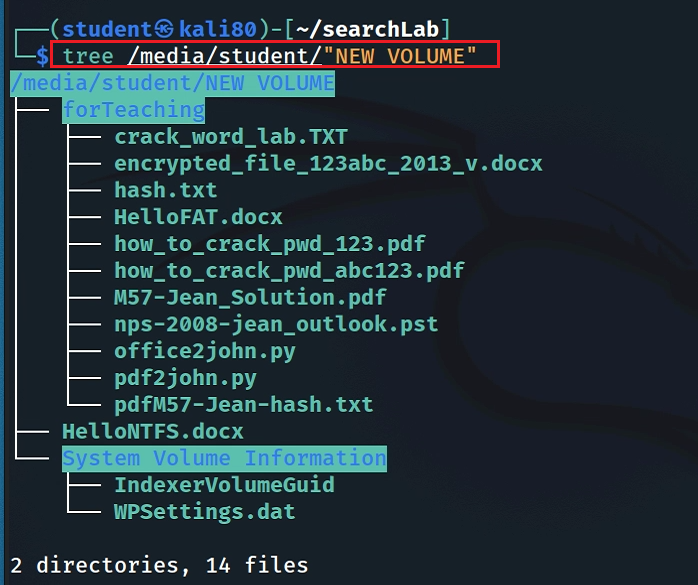 ┌──(student㉿kali80)-[~/searchLab]
└─$ tree /media/student/"NEW VOLUME"
/media/student/NEW VOLUME
├── forTeaching
│   ├── crack_word_lab.TXT
│   ├── encrypted_file_123abc_2013_v.docx
│   ├── hash.txt
│   ├── HelloFAT.docx
│   ├── how_to_crack_pwd_123.pdf
│   ├── how_to_crack_pwd_abc123.pdf
│   ├── M57-Jean_Solution.pdf
│   ├── nps-2008-jean_outlook.pst
│   ├── office2john.py
│   ├── pdf2john.py
│   └── pdfM57-Jean-hash.txt
├── HelloNTFS.docx
└── System Volume Information
    ├── IndexerVolumeGuid
    └── WPSettings.dat
2 directories, 14 files